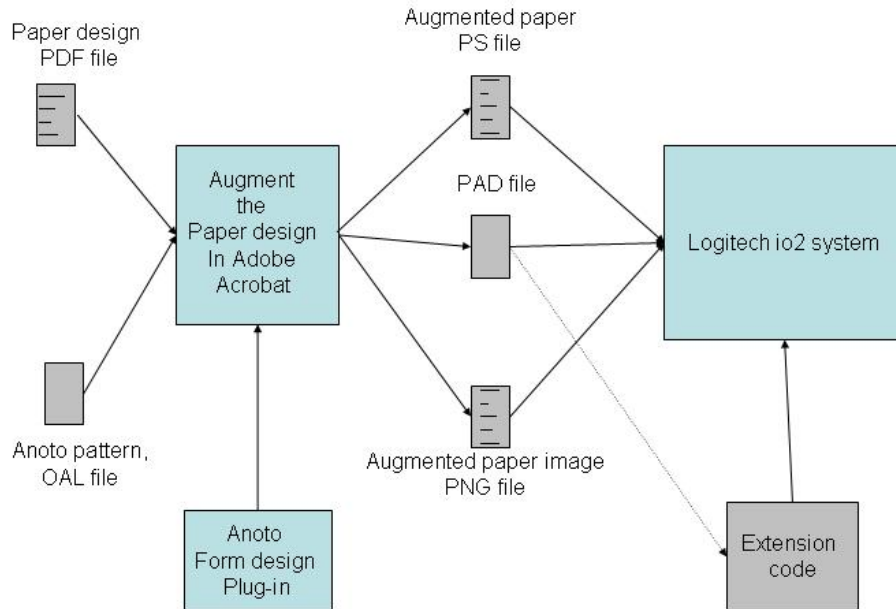 Paper design
PDF file
Augmented paper
PS file
Augment
the
Paper design
In Adobe
Acrobat
PAD file
Logitech io2 system
Anoto pattern,
OAL file
Augmented paper image
PNG file
Anoto
Form design
Plug-in
Extension
code